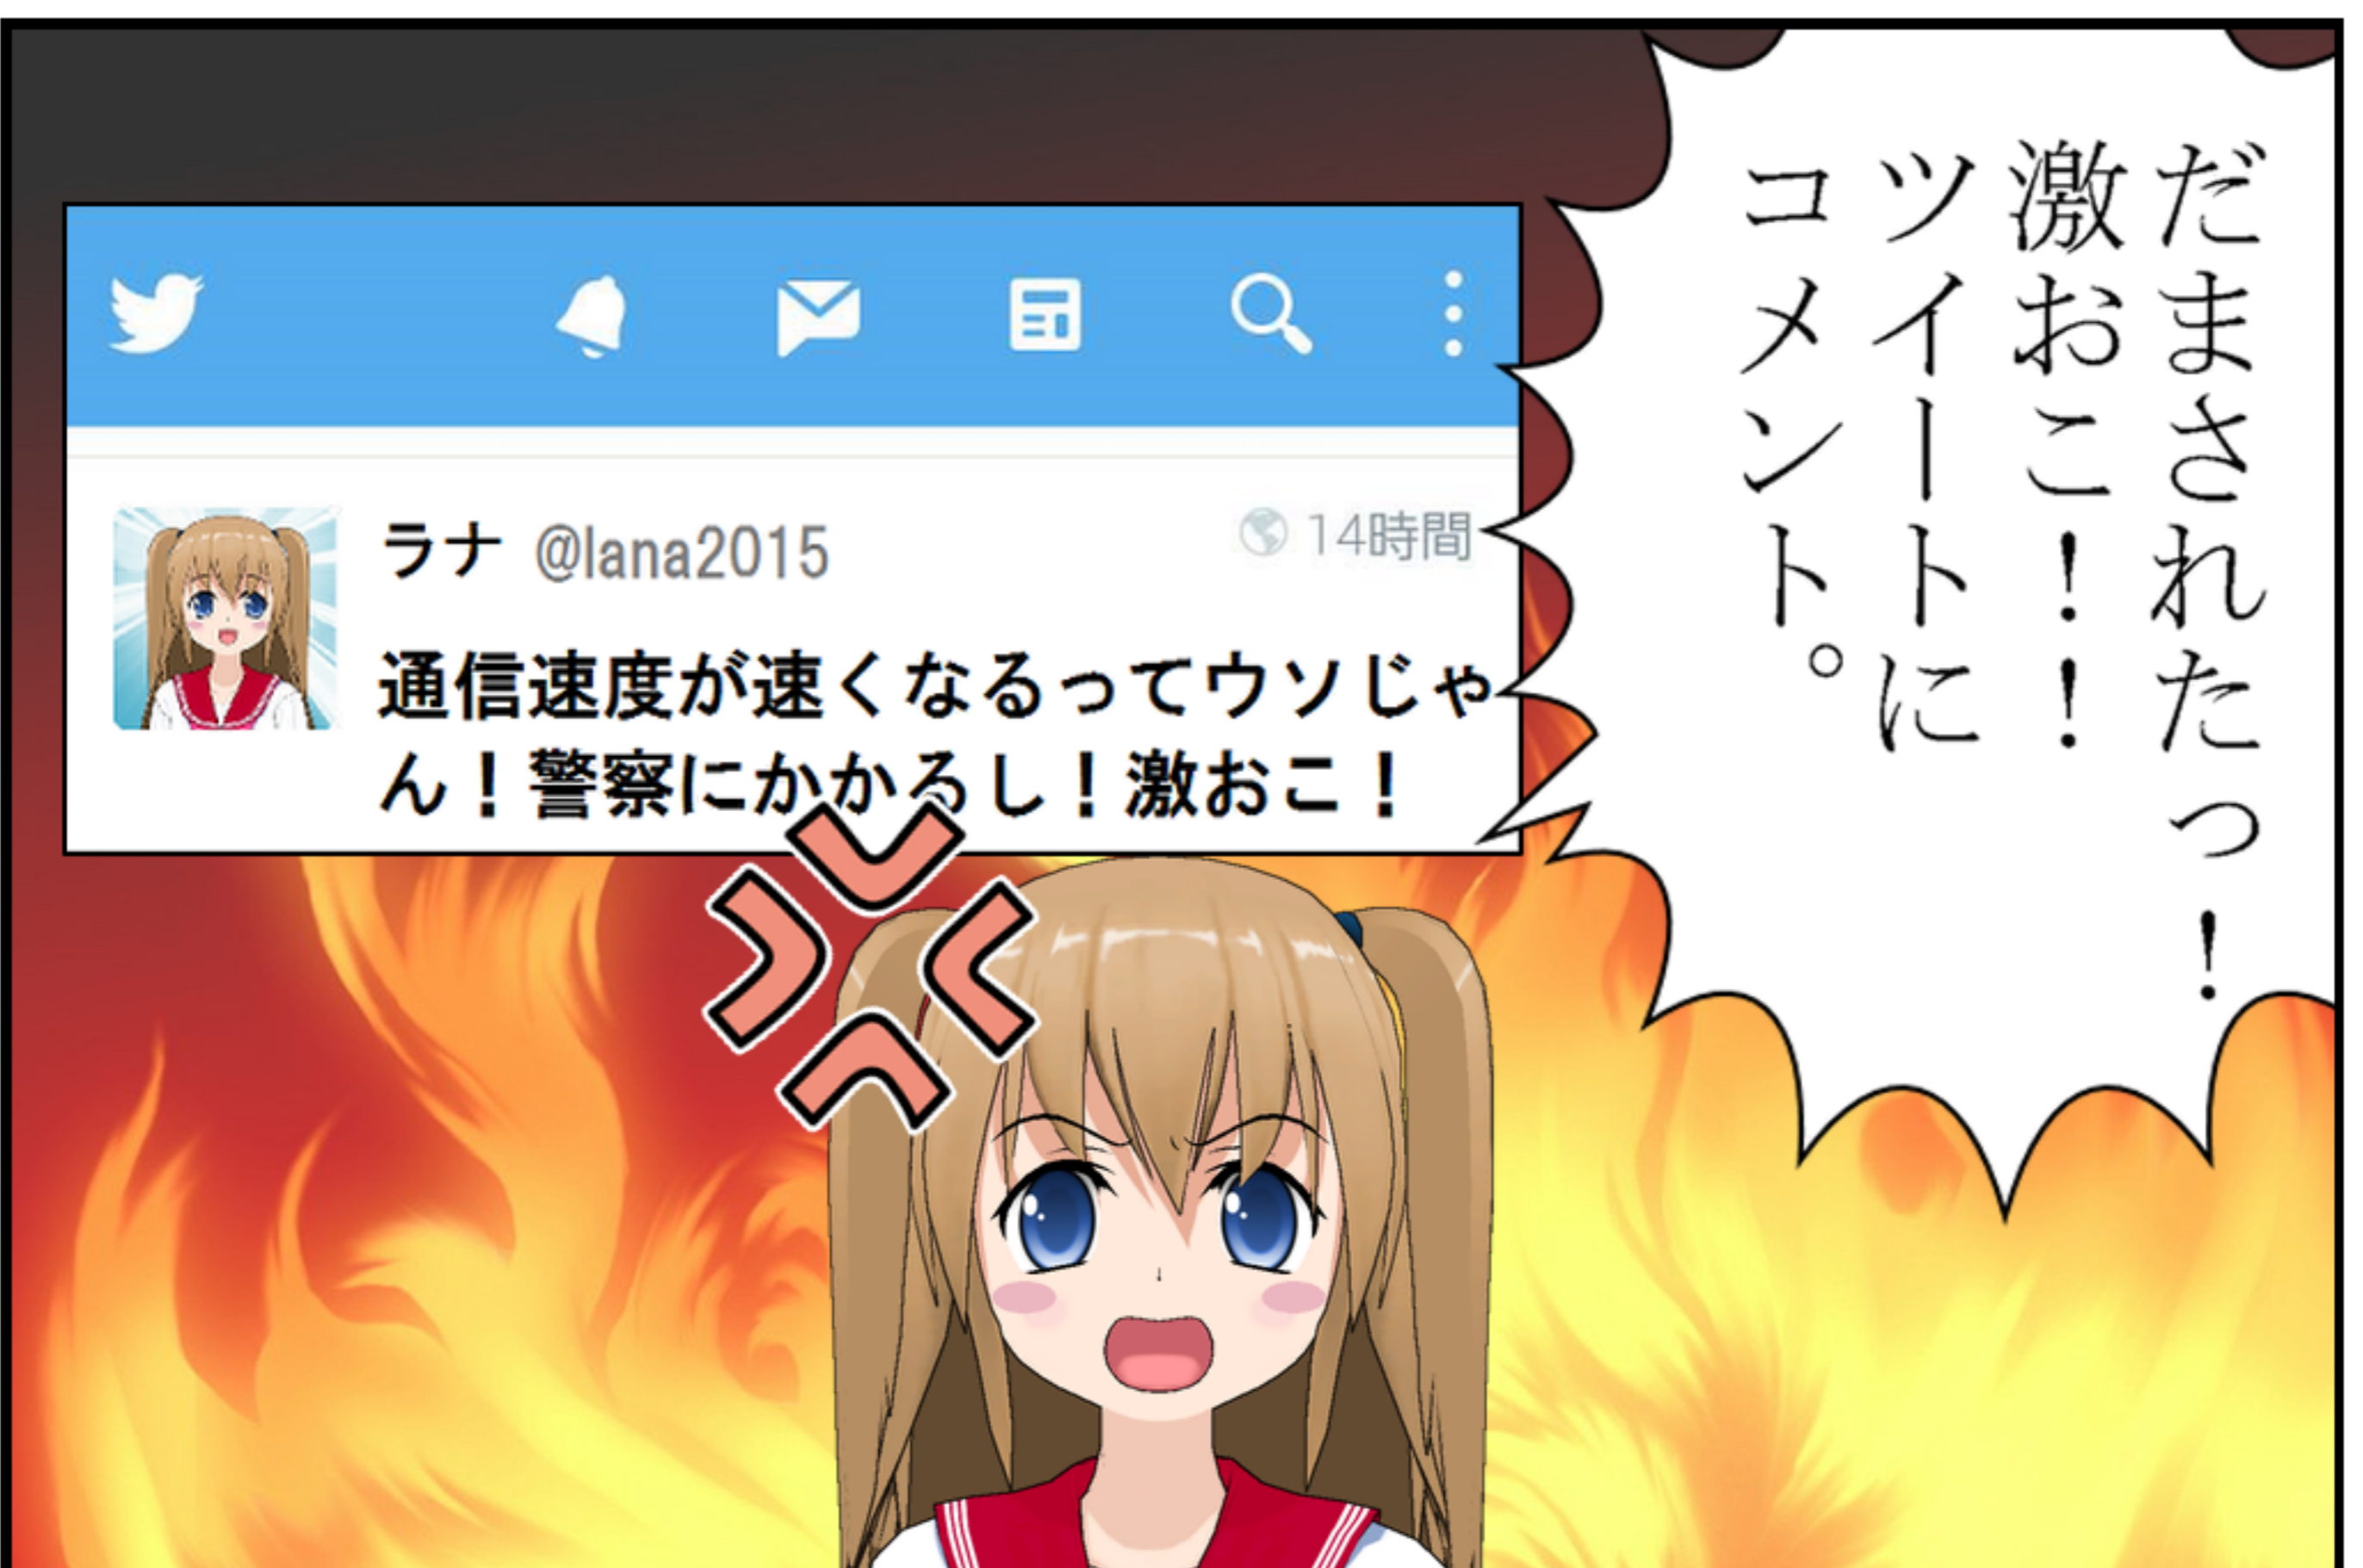 だまされたっ!
激おこ!!
ツイートに
コメント。
ラナ @lana2015
14時間
通信速度が速くなるってウソじゃ
ん!警察にかかるし!激おこ!